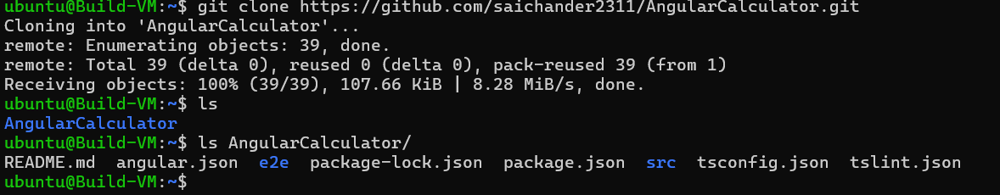 ubuntu@Build-VM:~$ git clone https://github.com/saichander2311/AngularCalculator.git
Cloning into 'AngularCalculator'...
remote: Enumerating objects: 39, done.
remote: Total 39 (delta 0), reused 0 (delta 0), pack-reused 39 (from 1)
Receiving objects: 100% (39/39), 107.66 KiB | 8.28 MiB/s, done.
ubuntu@Build-VM:~$ ls
AngularCalculator
ubuntu@Build-VM:~$ ls AngularCalculator/
README.md  angular.json  e2e  package-lock.json  package.json  src  tsconfig.json  tslint.json
ubuntu@Build-VM:~$